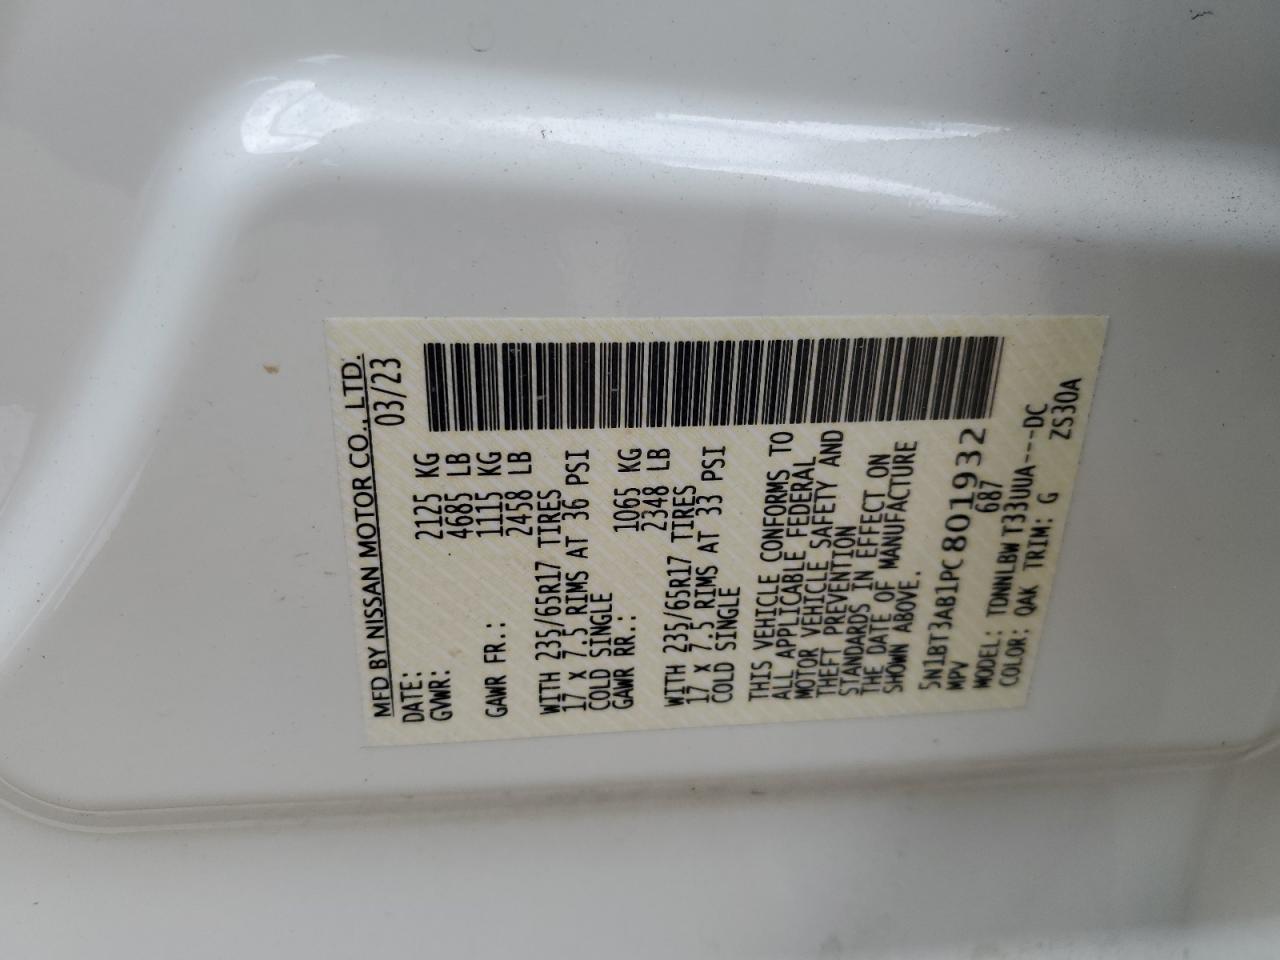 MFD BY NISSAN MOTOR CO., LTD.
DATE: 03/23
GVWR: 2125 KG
4685 LB
GAWR FR.: 1115 KG
2458 LB
WITH 235/65R17 TIRES
17 X 7.5 RIMS AT 36 PSI
COLD SINGLE
GAWR RR.: 1065 KG
2348 LB
WITH 235/65R17 TIRES
17 X 7.5 RIMS AT 33 PSI
COLD SINGLE
THIS VEHICLE CONFORMS TO
ALL APPLICABLE FEDERAL
MOTOR VEHICLE SAFETY AND
THEFT PREVENTION
STANDARDS IN EFFECT ON
THE DATE OF MANUFACTURE
SHOWN ABOVE.
5N1BT3AB1PC801932
MPV 687
MODEL: TDNNLBW T33UUA----DC
COLOR: QAK TRIM: G ZS30A